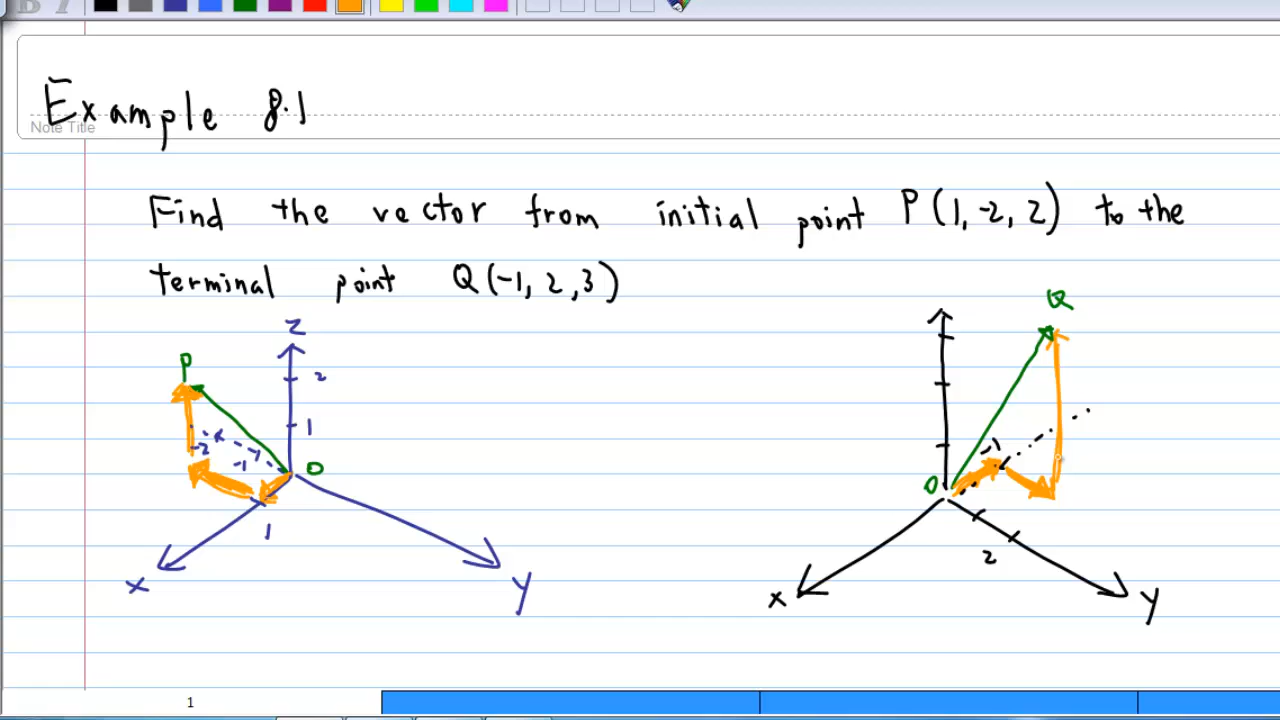 Example 8.1
Note Title
Find the vector from initial point P(1, -2, 2) to the
terminal point Q(-1, 2, 3)
Z
Q
P
2
1
-2
-1
-1
O
O
1
2
X
Y
X
Y
1